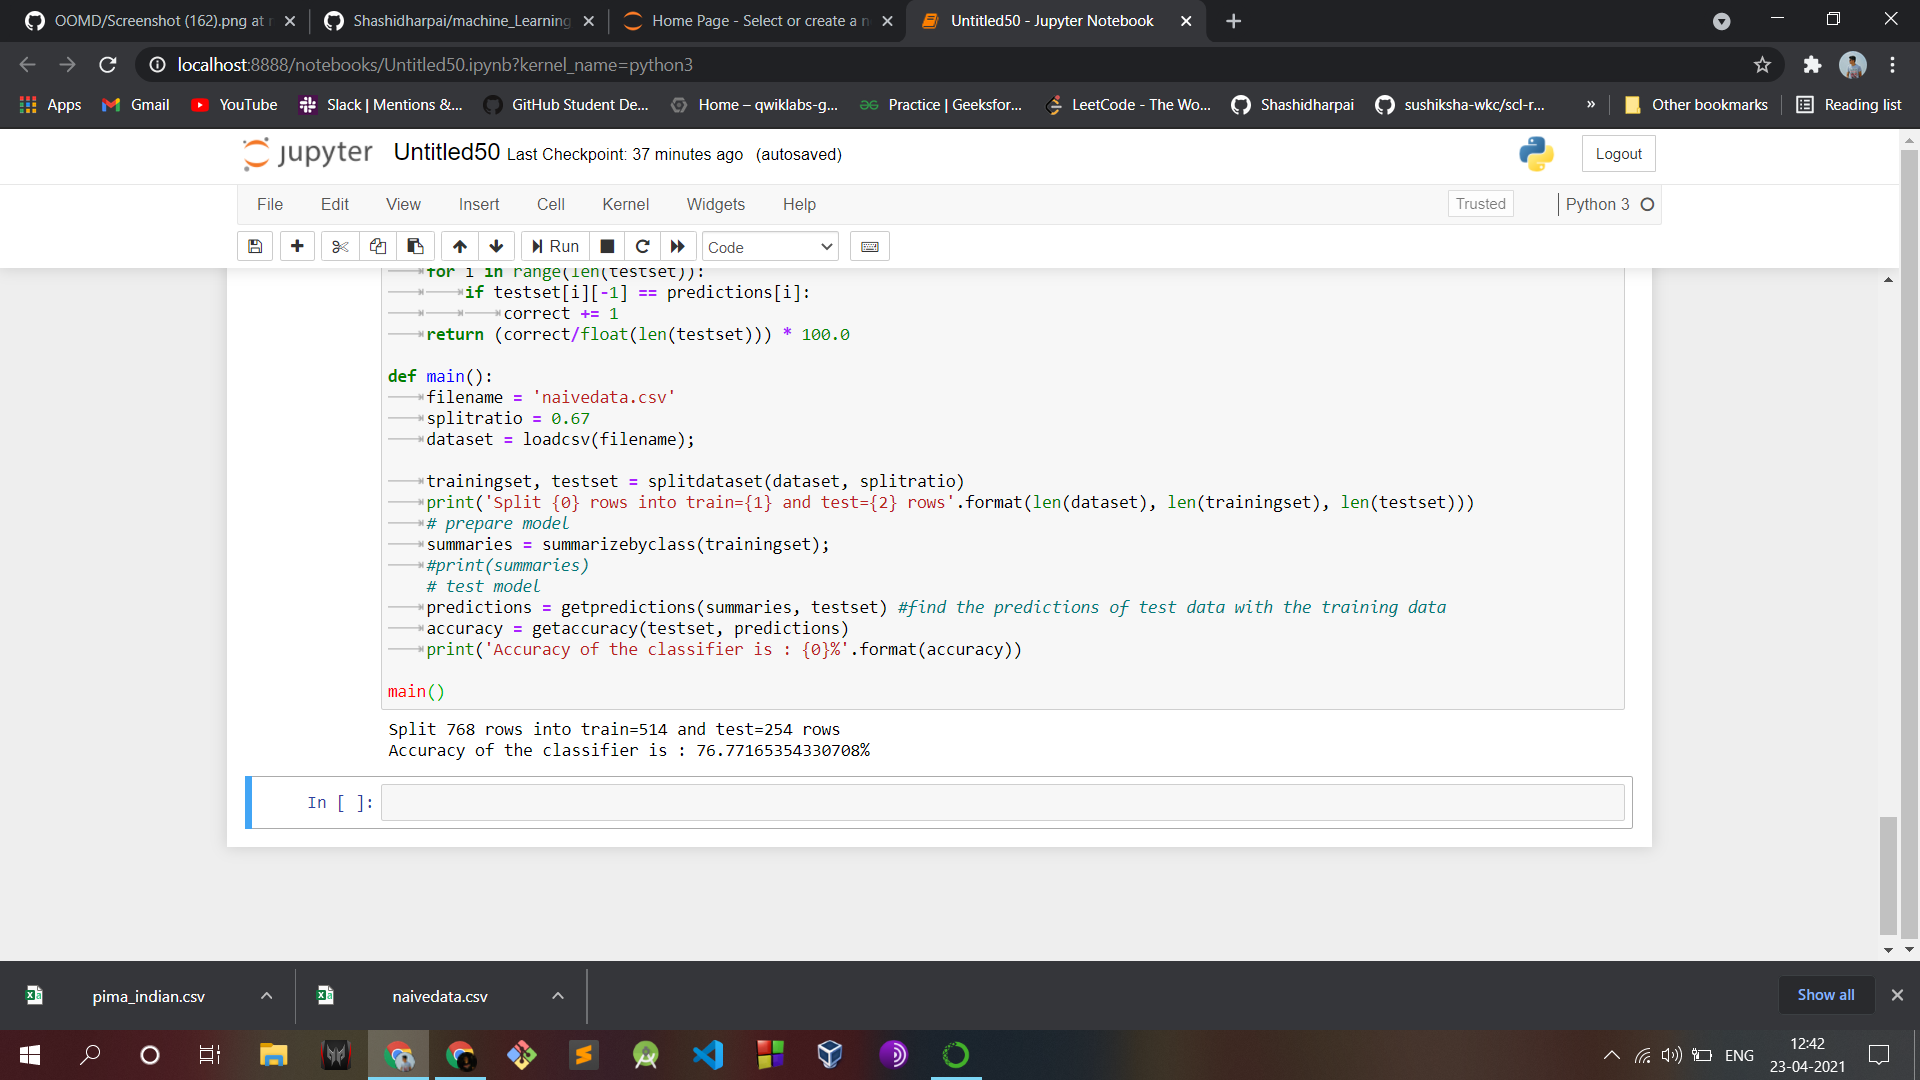 OOMD/Screenshot (162).png at m
Shashidharpai/machine_Learning
Home Page - Select or create a n
Untitled50 - Jupyter Notebook
localhost:8888/notebooks/Untitled50.ipynb?kernel_name=python3
Apps
Gmail
YouTube
Slack | Mentions &...
GitHub Student De...
Home – qwiklabs-g...
Practice | Geeksfor...
LeetCode - The Wo...
Shashidharpai
sushiksha-wkc/scl-r...
»
Other bookmarks
Reading list
jupyter Untitled50 Last Checkpoint: 37 minutes ago (autosaved)
Logout
File Edit View Insert Cell Kernel Widgets Help
Trusted
Python 3
Run
Code
for i in range(len(testset)):
if testset[i][-1] == predictions[i]:
correct += 1
return (correct/float(len(testset))) * 100.0
def main():
filename = 'naivedata.csv'
splitratio = 0.67
dataset = loadcsv(filename);
trainingset, testset = splitdataset(dataset, splitratio)
print('Split {0} rows into train={1} and test={2} rows'.format(len(dataset), len(trainingset), len(testset)))
# prepare model
summaries = summarizebyclass(trainingset);
#print(summaries)
# test model
predictions = getpredictions(summaries, testset) #find the predictions of test data with the training data
accuracy = getaccuracy(testset, predictions)
print('Accuracy of the classifier is : {0}%'.format(accuracy))
main()
Split 768 rows into train=514 and test=254 rows
Accuracy of the classifier is : 76.77165354330708%
In [ ]:
pima_indian.csv
naivedata.csv
Show all
ENG
12:42
23-04-2021